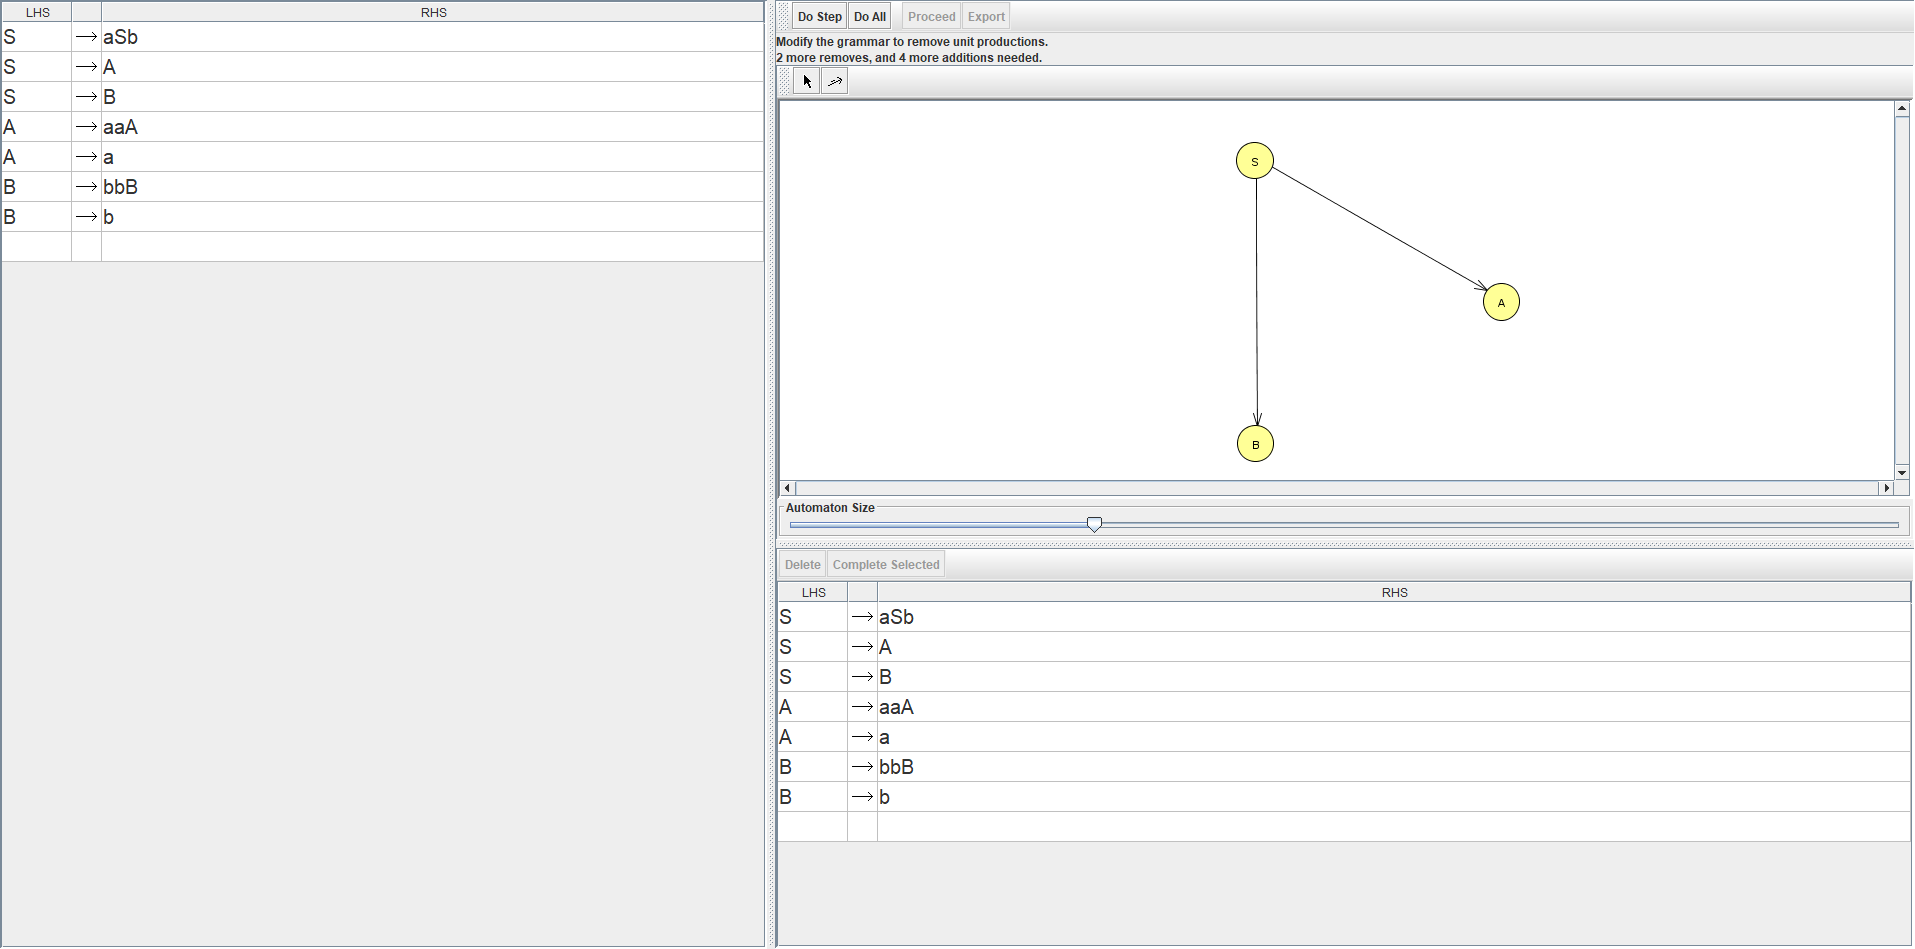 LHS RHS
S → aSb
S → A
S → B
A → aaA
A → a
B → bbB
B → b
Do Step Do All Proceed Export
Modify the grammar to remove unit productions.
2 more removes, and 4 more additions needed.
S
A
B
Automaton Size
Delete Complete Selected
LHS RHS
S → aSb
S → A
S → B
A → aaA
A → a
B → bbB
B → b